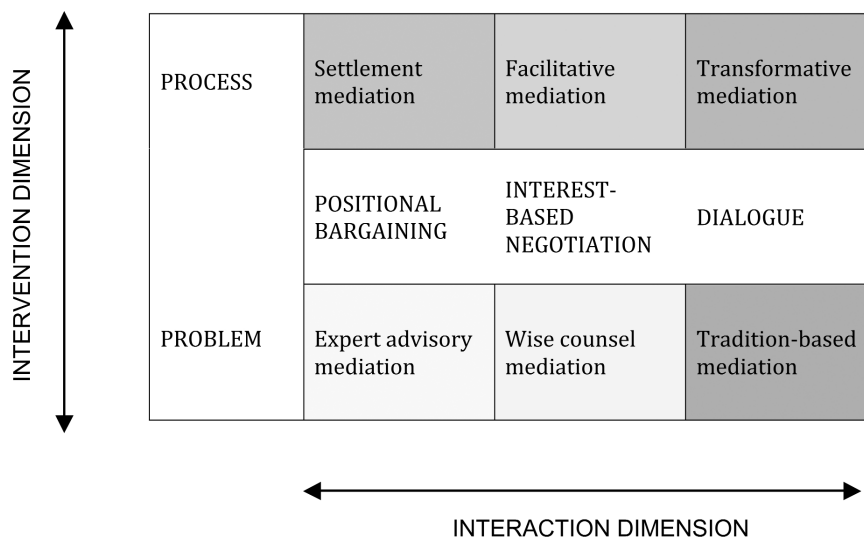 INTERVENTION DIMENSION
PROCESS
Settlement
mediation
Facilitative
mediation
Transformative
mediation
POSITIONAL
BARGAINING
INTEREST-
BASED
NEGOTIATION
DIALOGUE
PROBLEM
Expert advisory
mediation
Wise counsel
mediation
Tradition-based
mediation
INTERACTION DIMENSION